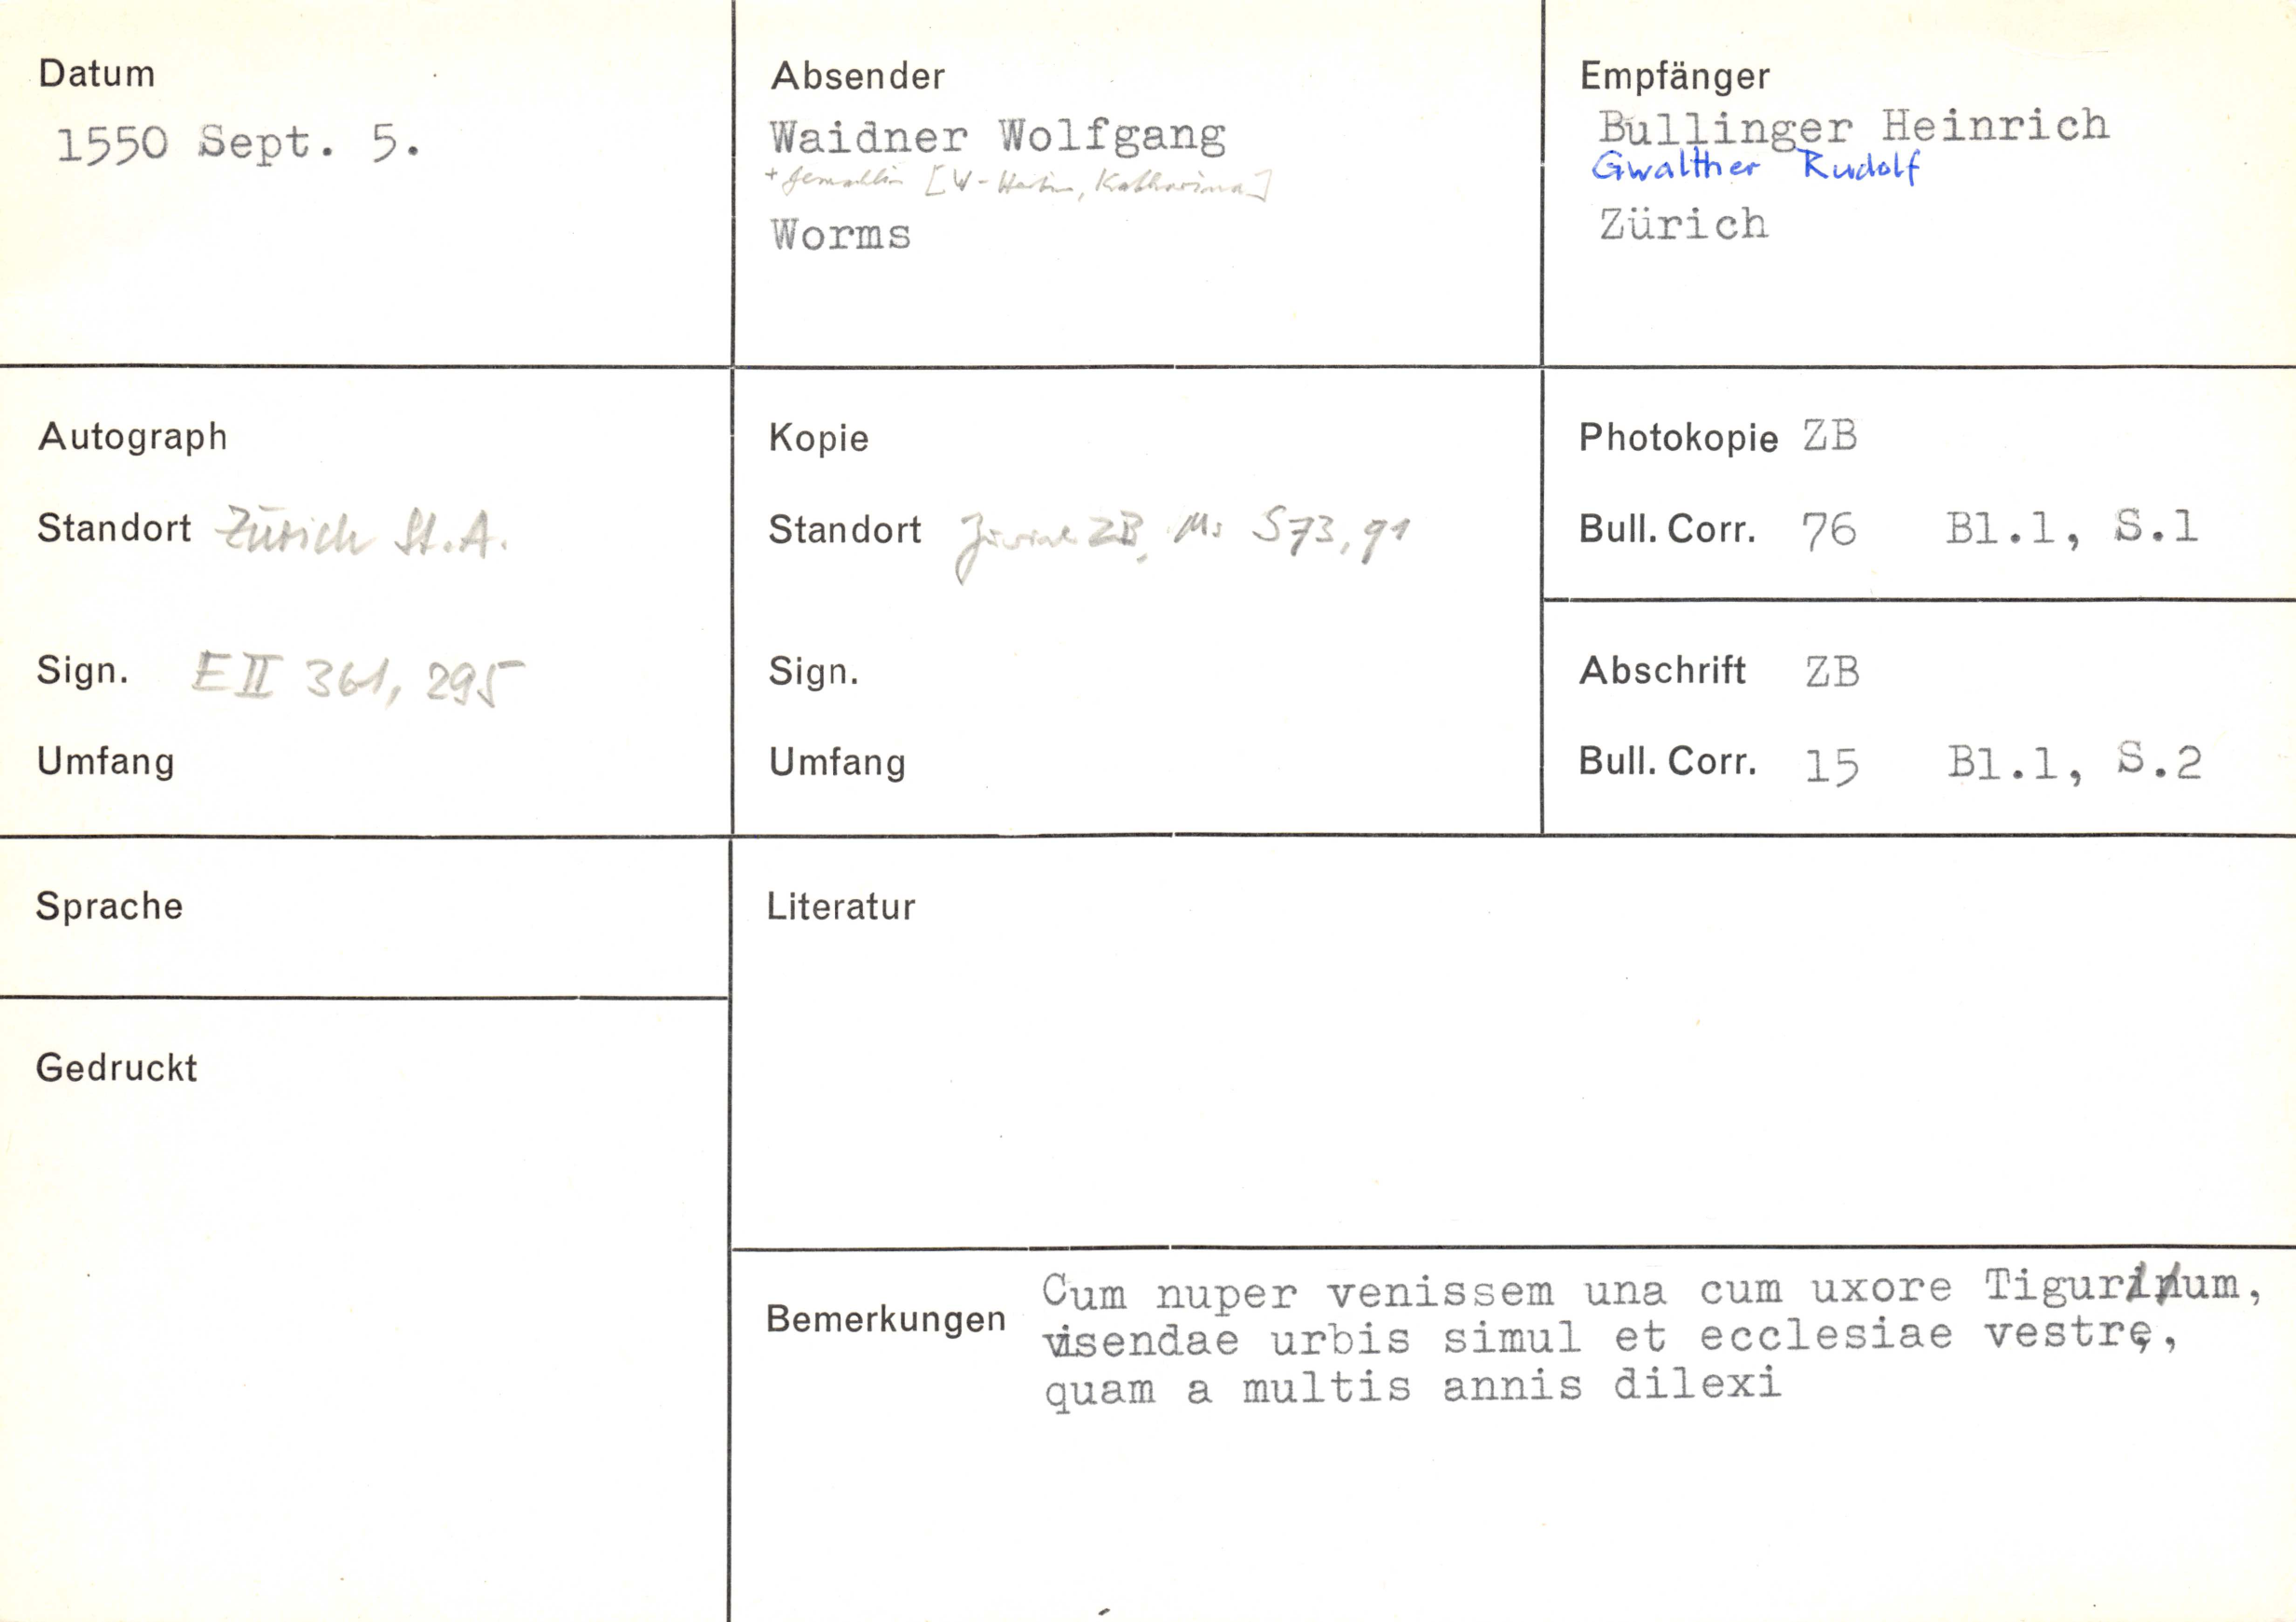 Datum
1550 Sept. 5.
Absender
Waidner Wolfgang
+ Gemahlin [W- , Katharina]
Worms
Empfänger
Bullinger Heinrich
Gwalther Rudolf
Zürich
Autograph
Standort Zürich St.A.
Sign. E II 361, 295
Umfang
Kopie
Standort Zürich ZB, Ms S73, 91
Sign.
Umfang
Photokopie ZB
Bull. Corr. 76 Bl.1, S.1
Abschrift ZB
Bull. Corr. 15 Bl.1, S.2
Sprache
Gedruckt
Literatur
Bemerkungen
Cum nuper venissem una cum uxore Tigurinum,
visendae urbis simul et ecclesiae vestrę,
quam a multis annis dilexi